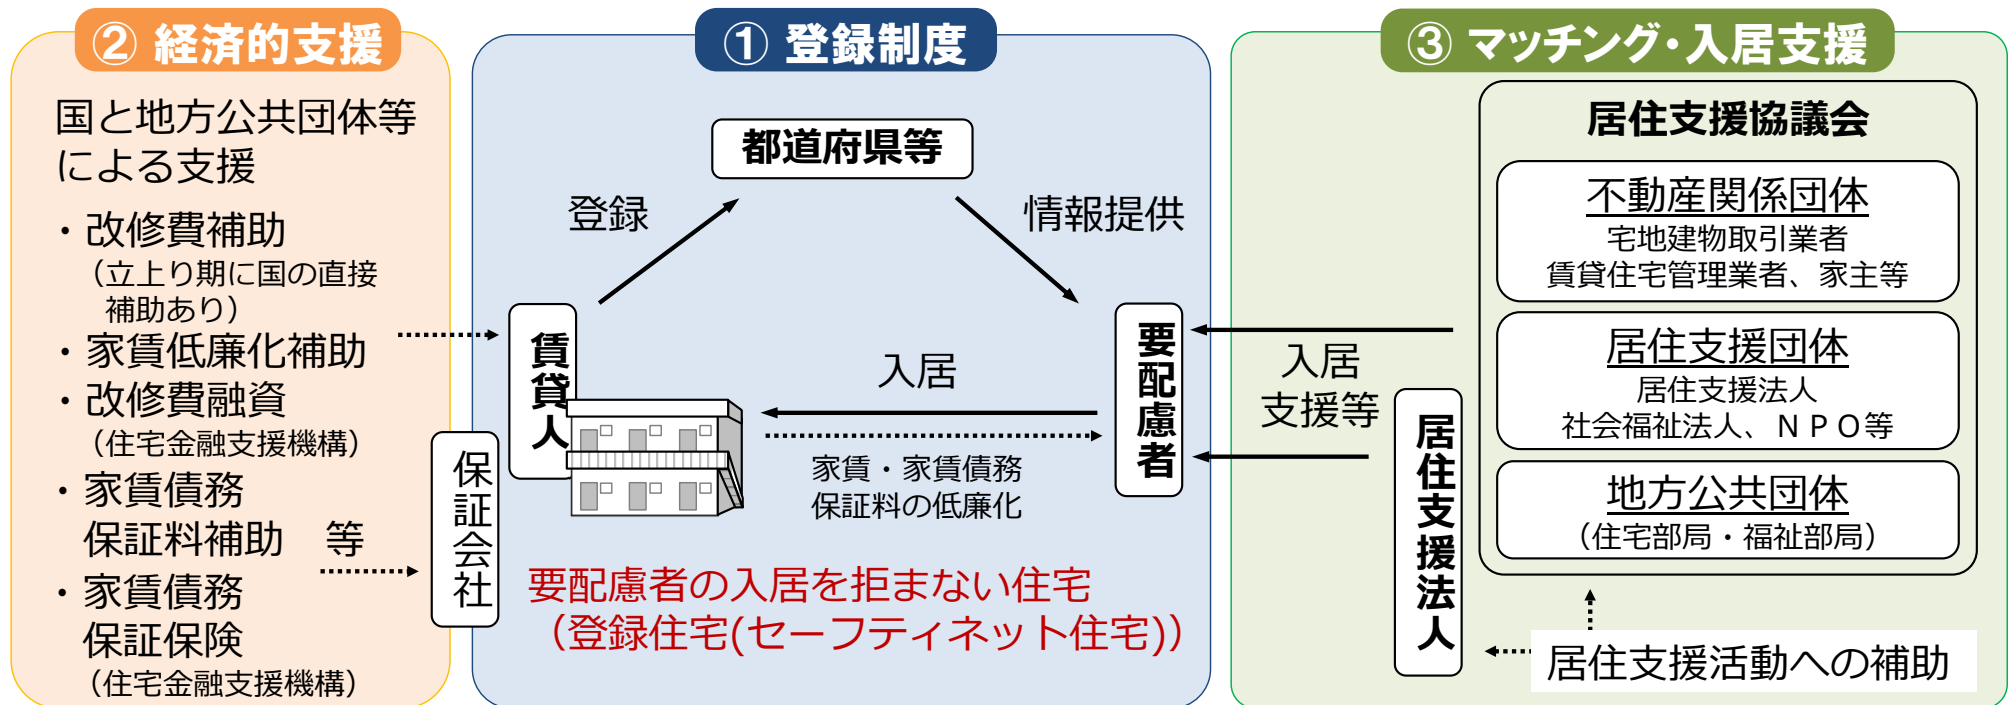 ② 経済的支援
国と地方公共団体等
による支援
・改修費補助
（立上り期に国の直接
補助あり）
・家賃低廉化補助
・改修費融資
（住宅金融支援機構）
・家賃債務
保証料補助　等
・家賃債務
保証保険
（住宅金融支援機構）
保証会社
① 登録制度
都道府県等
登録
情報提供
賃貸人
入居
家賃・家賃債務
保証料の低廉化
要配慮者
要配慮者の入居を拒まない住宅
（登録住宅(セーフティネット住宅)）
③ マッチング・入居支援
入居
支援等
居住支援法人
居住支援協議会
不動産関係団体
宅地建物取引業者
賃貸住宅管理業者、家主等
居住支援団体
居住支援法人
社会福祉法人、ＮＰＯ等
地方公共団体
（住宅部局・福祉部局）
居住支援活動への補助